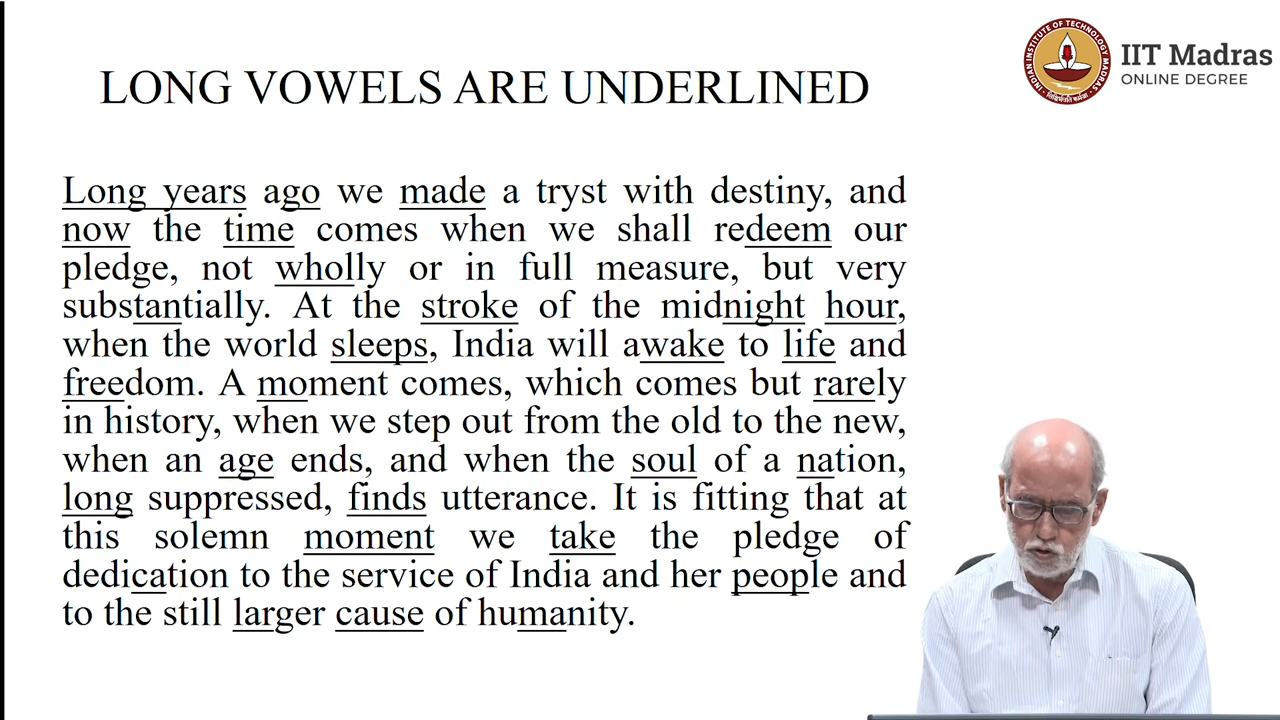 LONG VOWELS ARE UNDERLINED
IIT Madras
ONLINE DEGREE
INDIAN INSTITUTE OF TECHNOLOGY MADRAS
Long years ago we made a tryst with destiny, and
now the time comes when we shall redeem our
pledge, not wholly or in full measure, but very
substantially. At the stroke of the midnight hour,
when the world sleeps, India will awake to life and
freedom. A moment comes, which comes but rarely
in history, when we step out from the old to the new,
when an age ends, and when the soul of a nation,
long suppressed, finds utterance. It is fitting that at
this solemn moment we take the pledge of
dedication to the service of India and her people and
to the still larger cause of humanity.